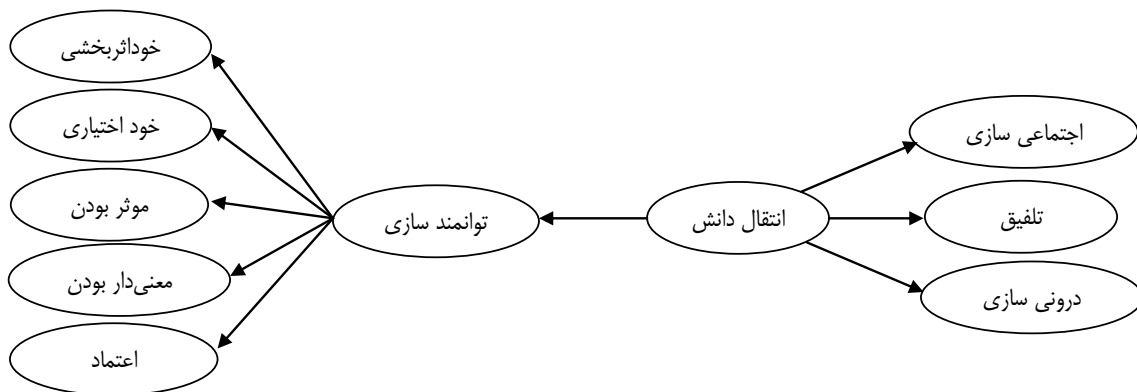 اجتماعی سازی
تلفیق
درونی سازی
انتقال دانش
توانمند سازی
خوداثربخشی
خود اختیاری
موثر بودن
معنی‌دار بودن
اعتماد